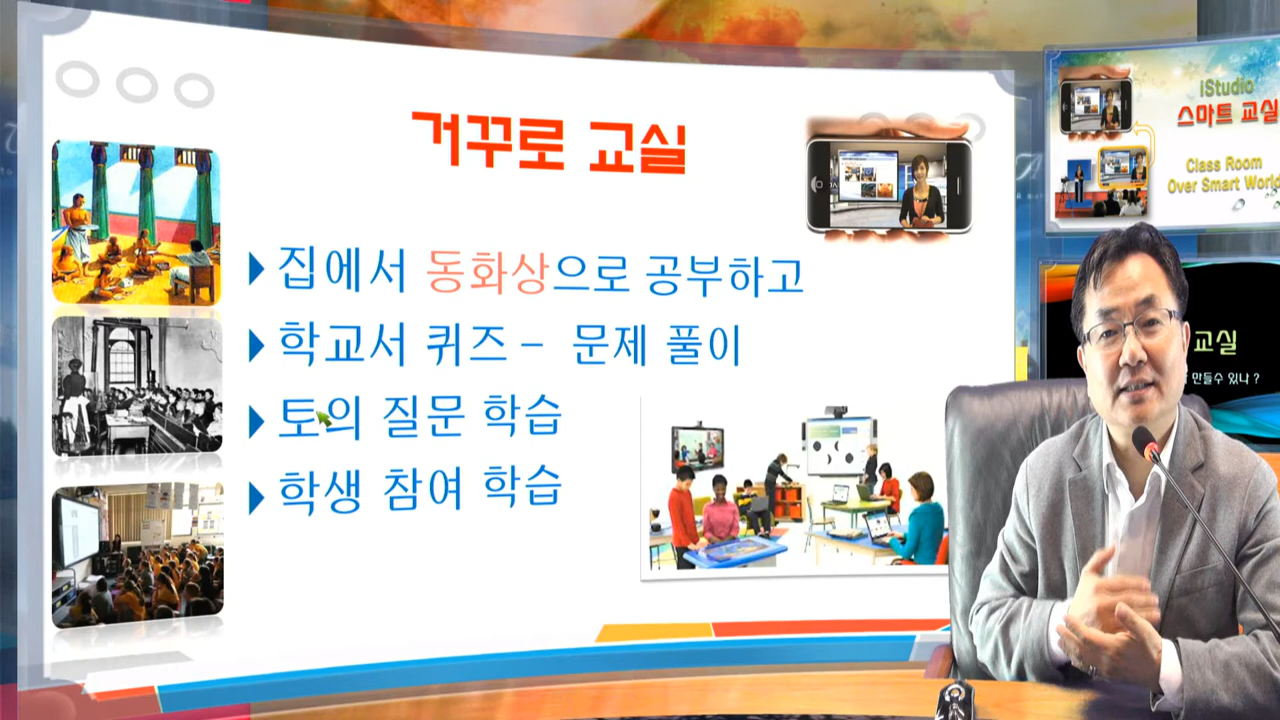 거꾸로 교실
집에서 동화상으로 공부하고
학교서 퀴즈 – 문제 풀이
토의 질문 학습
학생 참여 학습
iStudio
스마트 교실
Class Room
Over Smart World
교실
만들수 있나 ?